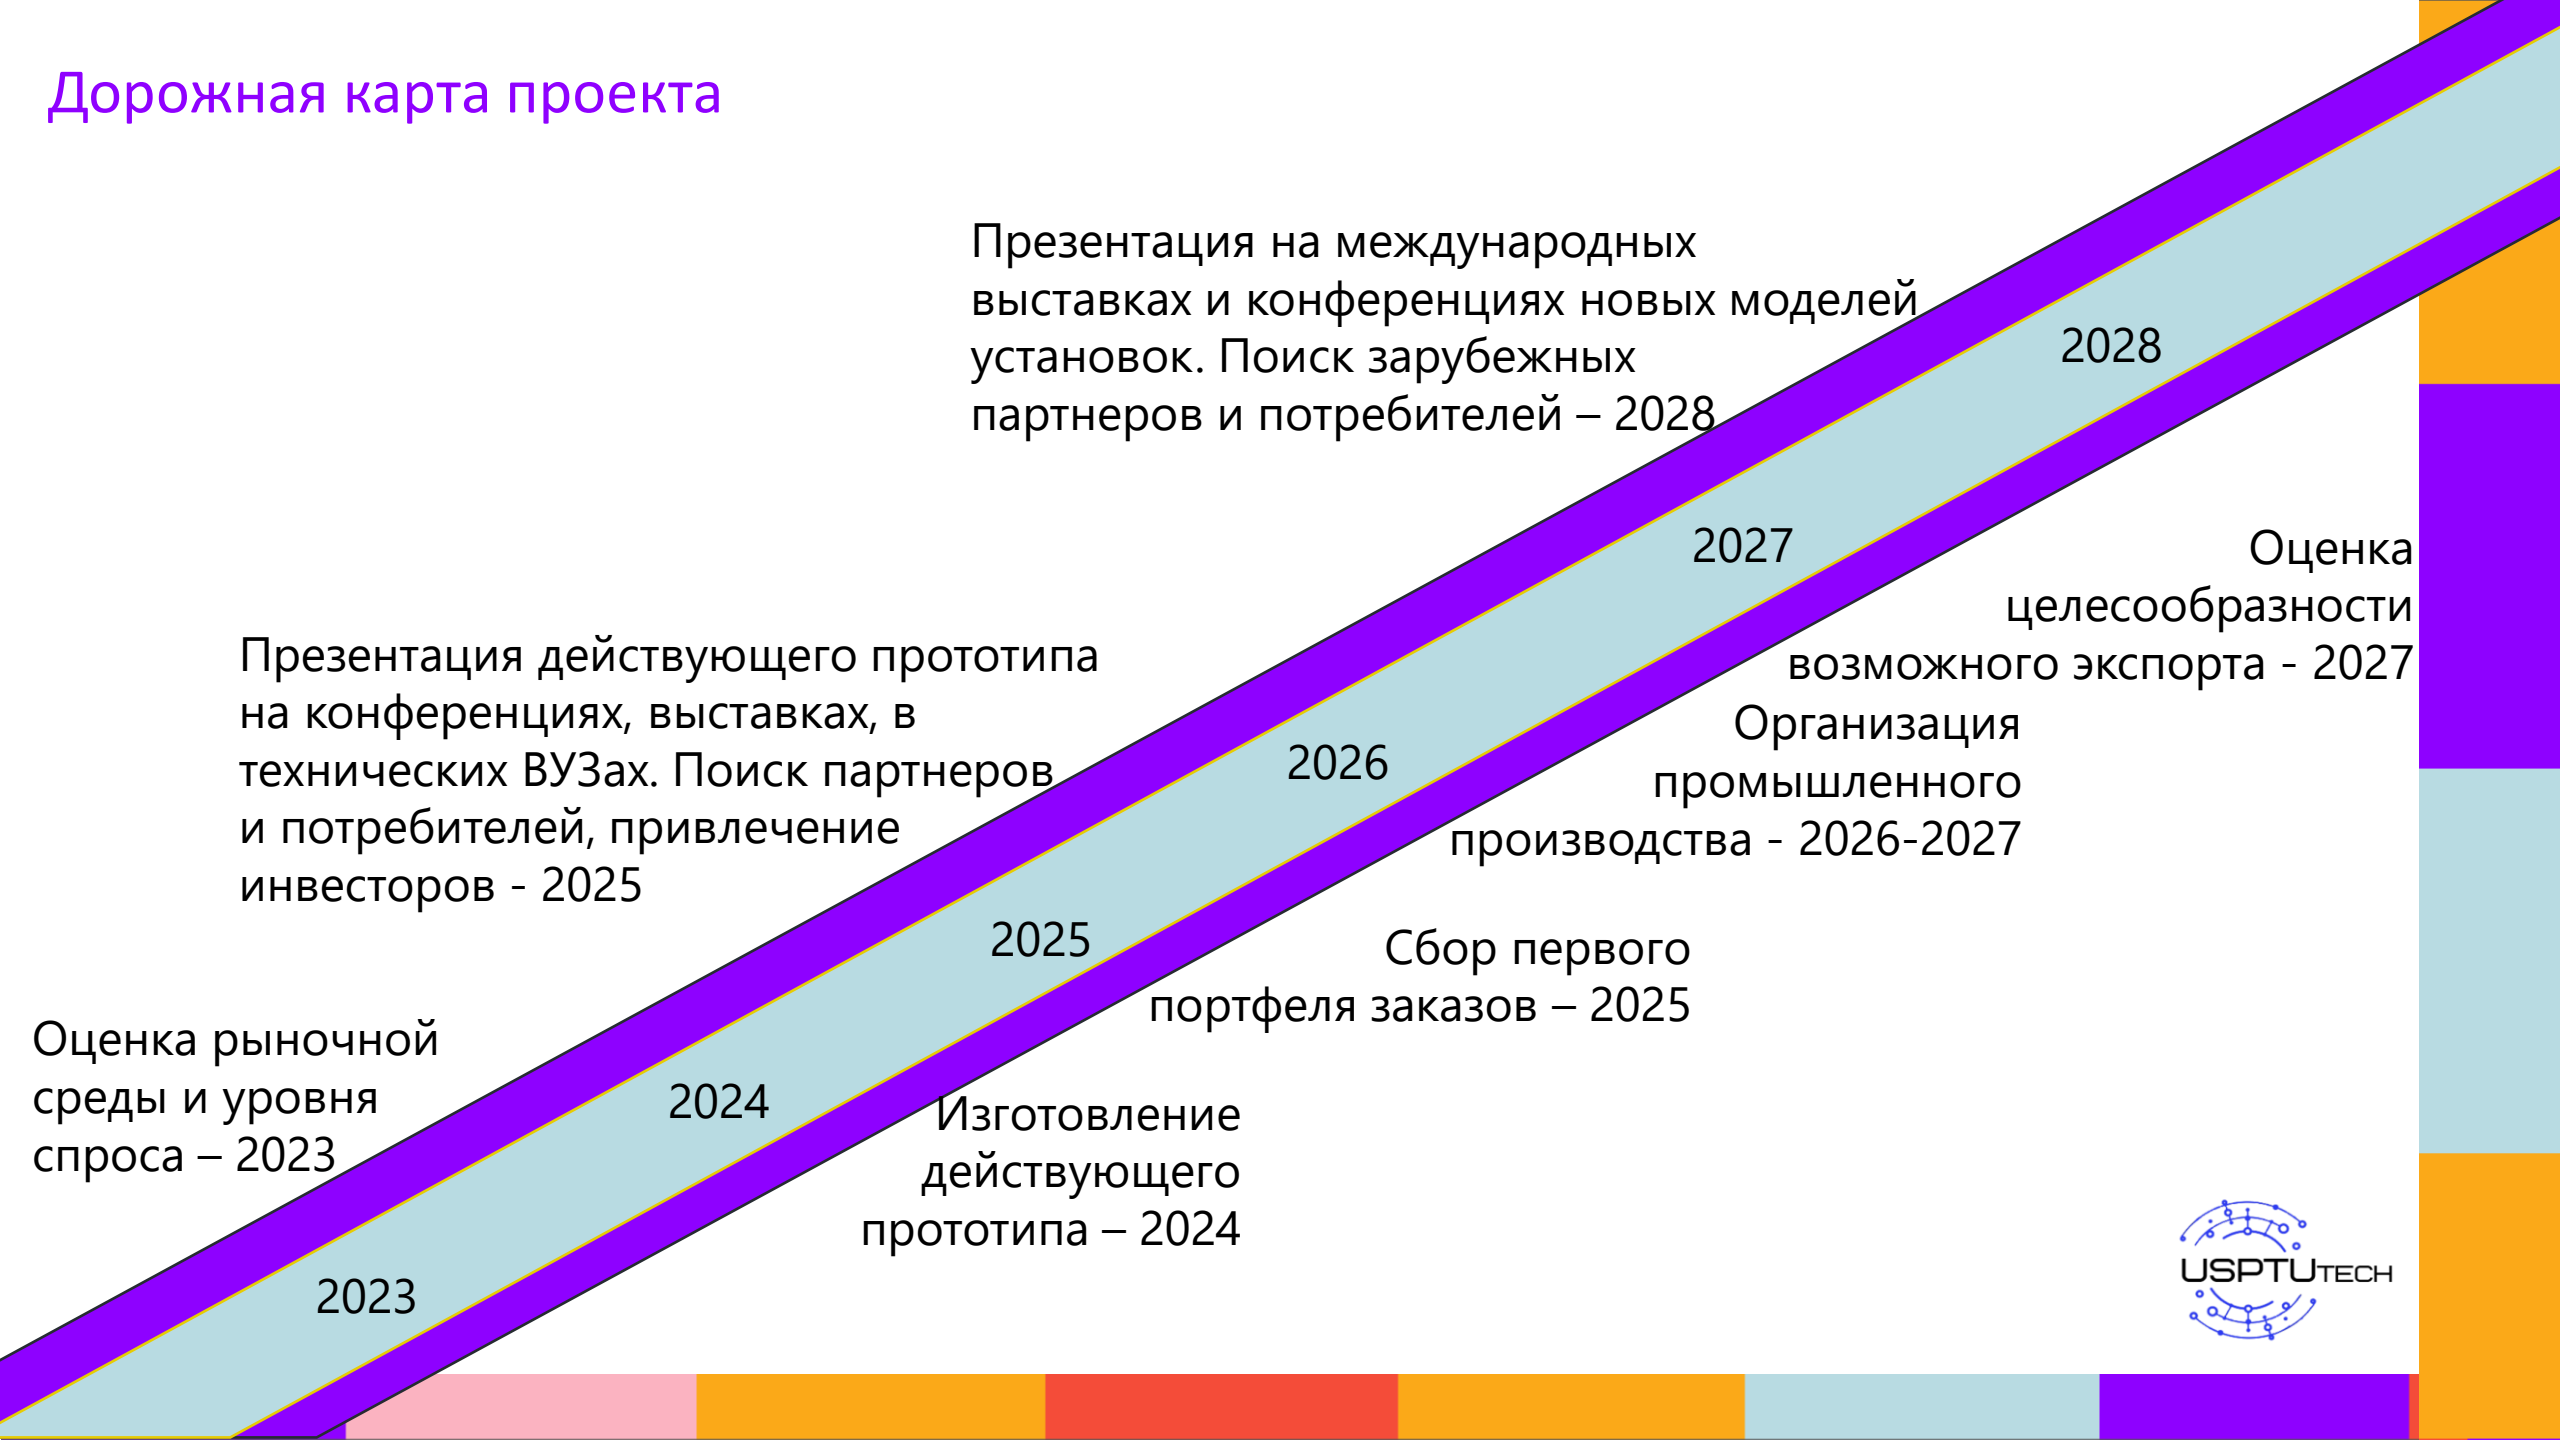 Дорожная карта проекта
Презентация на международных
выставках и конференциях новых моделей
установок. Поиск зарубежных
партнеров и потребителей – 2028
2028
2027
Оценка
целесообразности
возможного экспорта - 2027
Презентация действующего прототипа
на конференциях, выставках, в
технических ВУЗах. Поиск партнеров
и потребителей, привлечение
инвесторов - 2025
2026
Организация
промышленного
производства - 2026-2027
2025
Сбор первого
портфеля заказов – 2025
Оценка рыночной
среды и уровня
спроса – 2023
2024
Изготовление
действующего
прототипа – 2024
2023
USPTUTECH